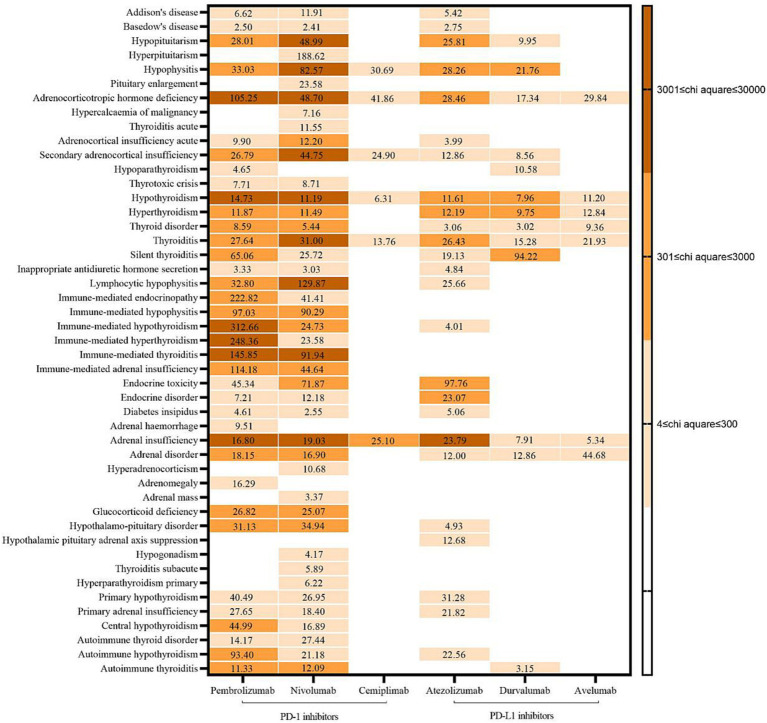 Addison's disease 6.62 11.91 5.42
Basedow's disease 2.50 2.41 2.75
Hypopituitarism 28.01 48.99 25.81 9.95
Hyperpituitarism 188.62
Hypophysitis 33.03 82.57 30.69 28.26 21.76
Pituitary enlargement 23.58
Adrenocorticotropic hormone deficiency 105.25 48.70 41.86 28.46 17.34 29.84
Hypercalcaemia of malignancy 7.16
Thyroiditis acute 11.55
Adrenocortical insufficiency acute 9.90 12.20 3.99
Secondary adrenocortical insufficiency 26.79 44.75 24.90 12.86 8.56
Hypoparathyroidism 4.65 10.58
Thyrotoxic crisis 7.71 8.71
Hypothyroidism 14.73 11.19 6.31 11.61 7.96 11.20
Hyperthyroidism 11.87 11.49 12.19 9.75 12.84
Thyroid disorder 8.59 5.44 3.06 3.02 9.36
Thyroiditis 27.64 31.00 13.76 26.43 15.28 21.93
Silent thyroiditis 65.06 25.72 19.13 94.22
Inappropriate antidiuretic hormone secretion 3.33 3.03 4.84
Lymphocytic hypophysitis 32.80 129.87 25.66
Immune-mediated endocrinopathy 222.82 41.41
Immune-mediated hypophysitis 97.03 90.29
Immune-mediated hypothyroidism 312.66 24.73 4.01
Immune-mediated hyperthyroidism 248.36 23.58
Immune-mediated thyroiditis 145.85 91.94
Immune-mediated adrenal insufficiency 114.18 44.64
Endocrine toxicity 45.34 71.87 97.76
Endocrine disorder 7.21 12.18 23.07
Diabetes insipidus 4.61 2.55 5.06
Adrenal haemorrhage 9.51
Adrenal insufficiency 16.80 19.03 25.10 23.79 7.91 5.34
Adrenal disorder 18.15 16.90 12.00 12.86 44.68
Hyperadrenocorticism 10.68
Adrenomegaly 16.29
Adrenal mass 3.37
Glucocorticoid deficiency 26.82 25.07
Hypothalamo-pituitary disorder 31.13 34.94 4.93
Hypothalamic pituitary adrenal axis suppression 12.68
Hypogonadism 4.17
Thyroiditis subacute 5.89
Hyperparathyroidism primary 6.22
Primary hypothyroidism 40.49 26.95 31.28
Primary adrenal insufficiency 27.65 18.40 21.82
Central hypothyroidism 44.99 16.89
Autoimmune thyroid disorder 14.17 27.44
Autoimmune hypothyroidism 93.40 21.18 22.56
Autoimmune thyroiditis 11.33 12.09 3.15
Pembrolizumab Nivolumab Cemiplimab Atezolizumab Durvalumab Avelumab
PD-1 inhibitors PD-L1 inhibitors
3001≤chi aquare≤30000
301≤chi aquare≤3000
4≤chi aquare≤300